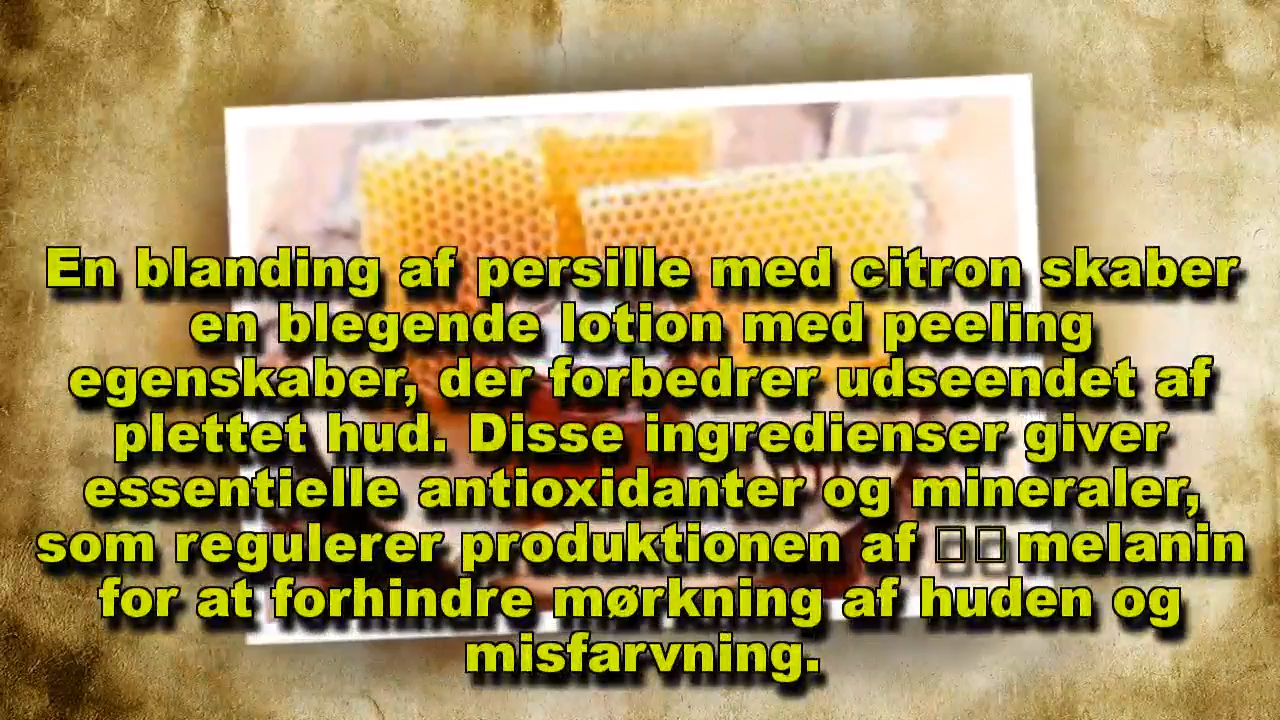 En blanding af persille med citron skaber
en blegende lotion med peeling
egenskaber, der forbedrer udseendet af
plettet hud. Disse ingredienser giver
essentielle antioxidanter og mineraler,
som regulerer produktionen af □□melanin
for at forhindre mørkning af huden og
misfarvning.